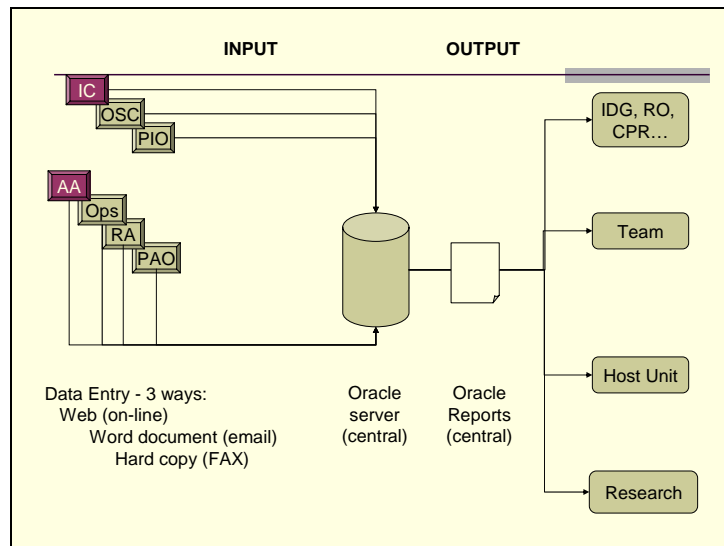 INPUT
OUTPUT
IC
OSC
PIO
AA
Ops
RA
PAO
IDG, RO,
CPR…
Team
Host Unit
Research
Data Entry - 3 ways:
Web (on-line)
Word document (email)
Hard copy (FAX)
Oracle
server
(central)
Oracle
Reports
(central)